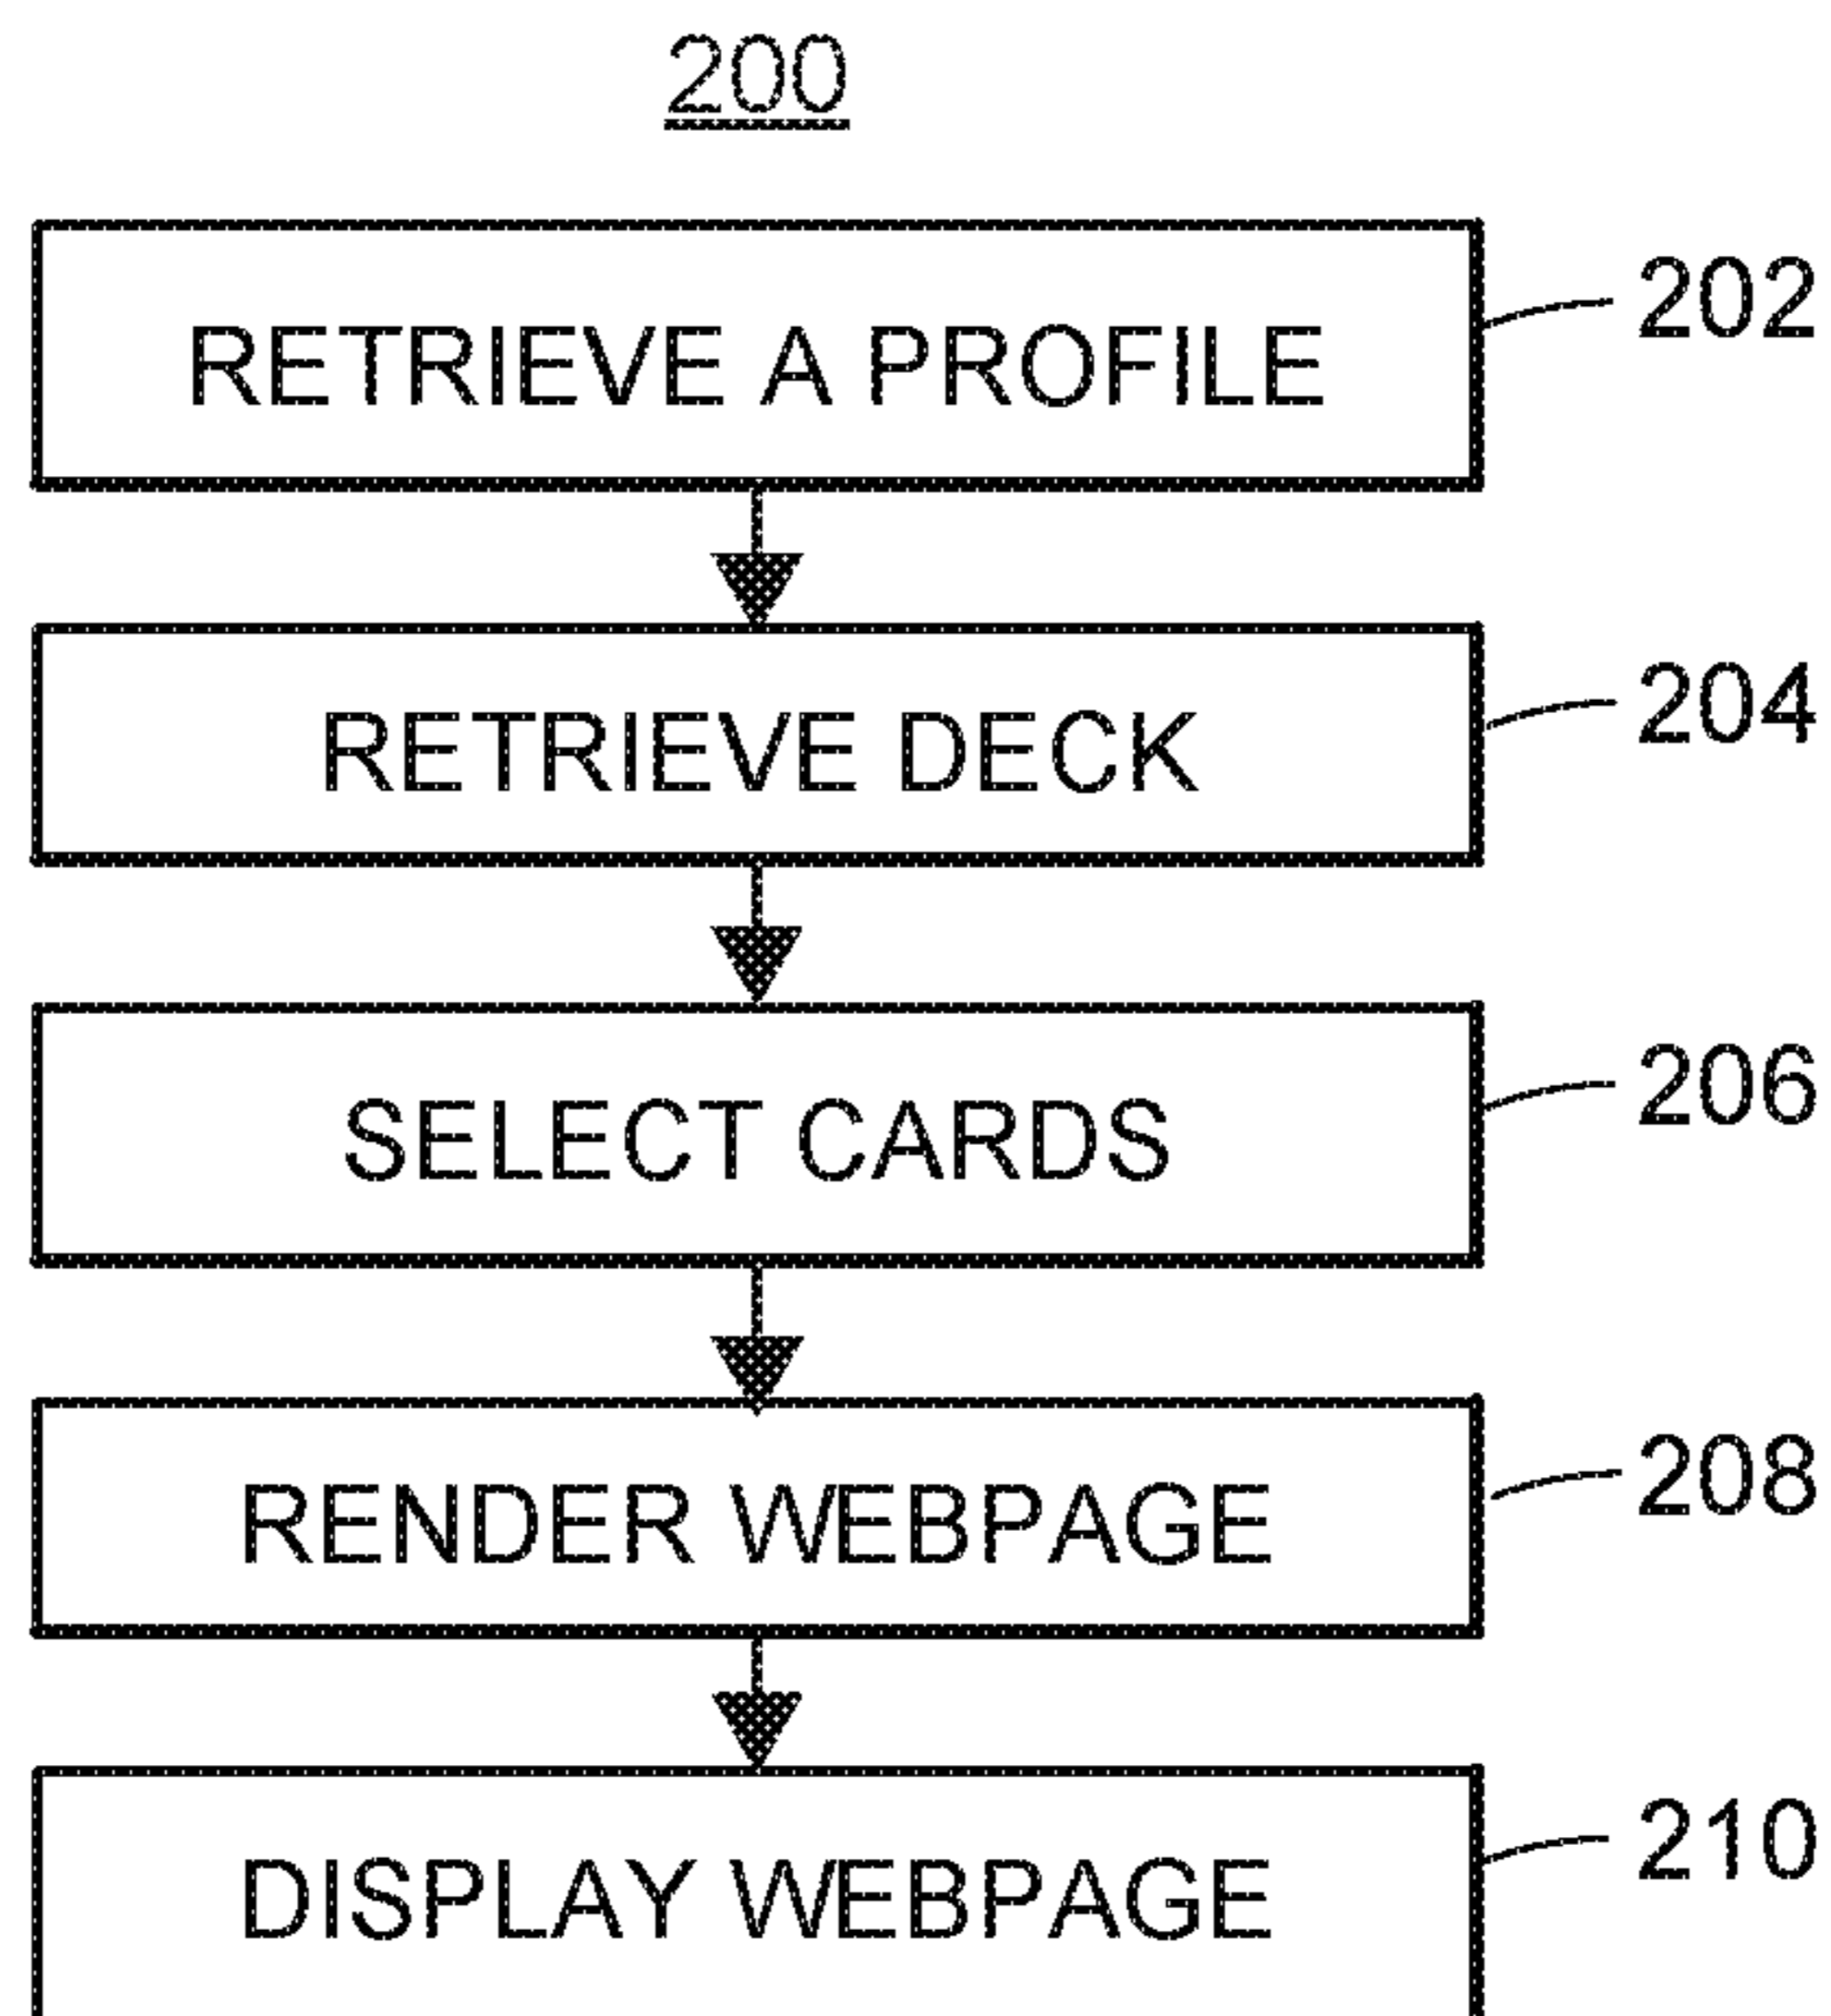 200
RETRIEVE A PROFILE
202
RETRIEVE DECK
204
SELECT CARDS
206
RENDER WEBPAGE
208
DISPLAY WEBPAGE
210